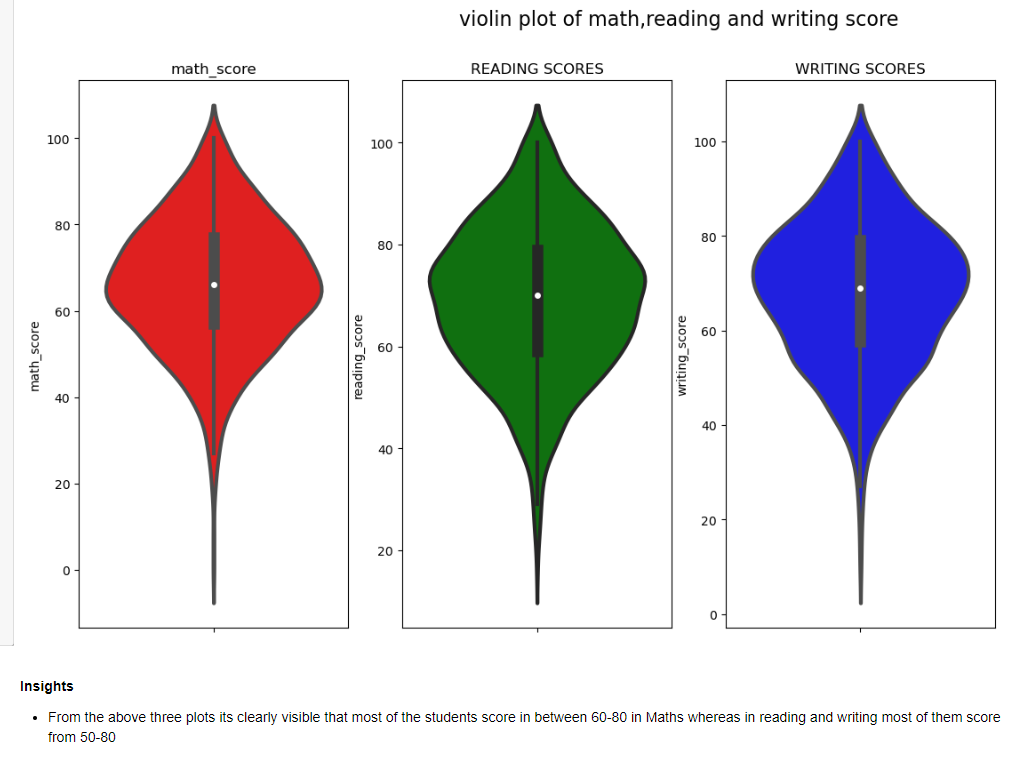 violin plot of math,reading and writing score
math_score
math_score
100
80
60
40
20
0
READING SCORES
reading_score
100
80
60
40
20
WRITING SCORES
writing_score
100
80
60
40
20
0
Insights
• From the above three plots its clearly visible that most of the students score in between 60-80 in Maths whereas in reading and writing most of them score
from 50-80